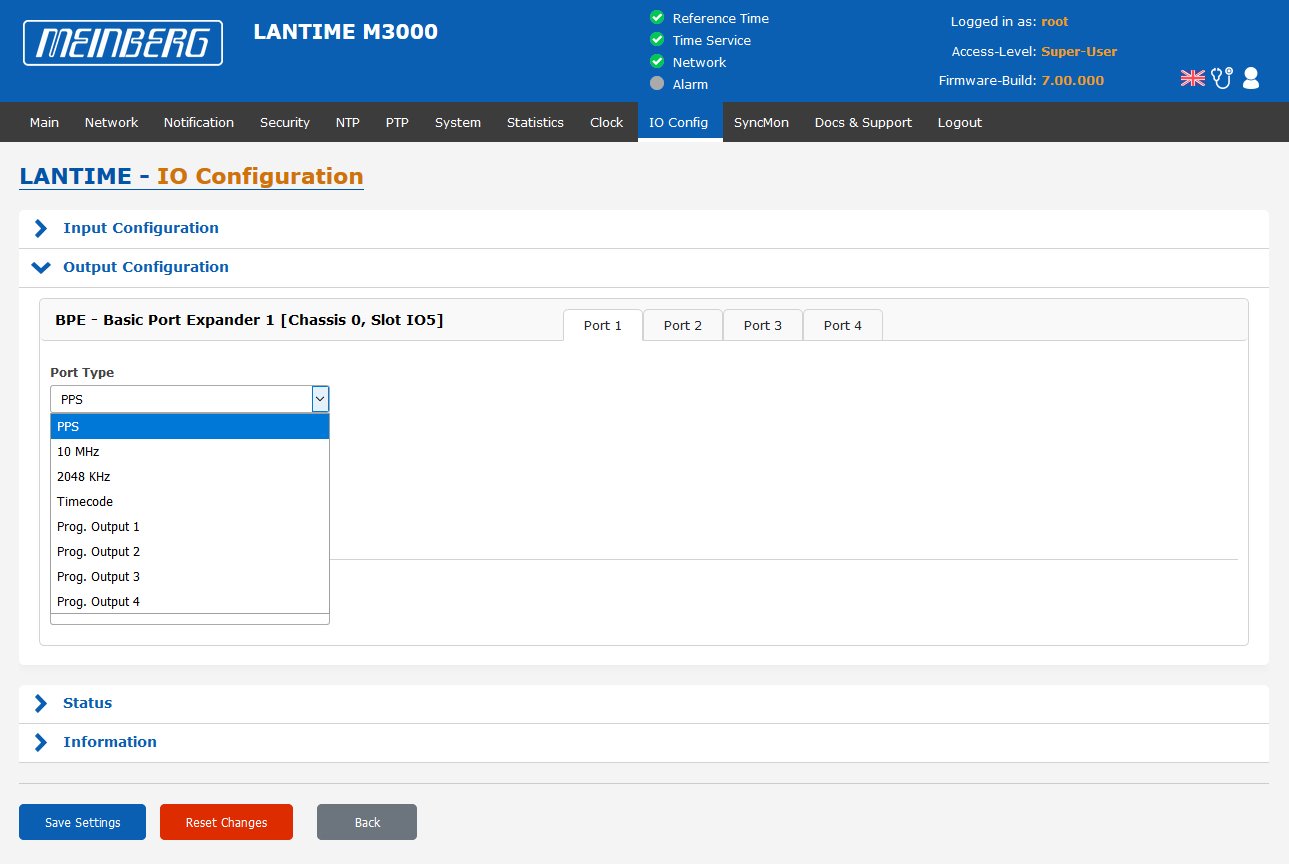 MEINBERG
LANTIME M3000
Reference Time
Time Service
Network
Alarm
Logged in as: root
Access-Level: Super-User
Firmware-Build: 7.00.000
Main Network Notification Security NTP PTP System Statistics Clock IO Config SyncMon Docs & Support Logout
LANTIME - IO Configuration
Input Configuration
Output Configuration
BPE - Basic Port Expander 1 [Chassis 0, Slot IO5] Port 1 Port 2 Port 3 Port 4
Port Type
PPS
PPS
10 MHz
2048 KHz
Timecode
Prog. Output 1
Prog. Output 2
Prog. Output 3
Prog. Output 4
Status
Information
Save Settings Reset Changes Back